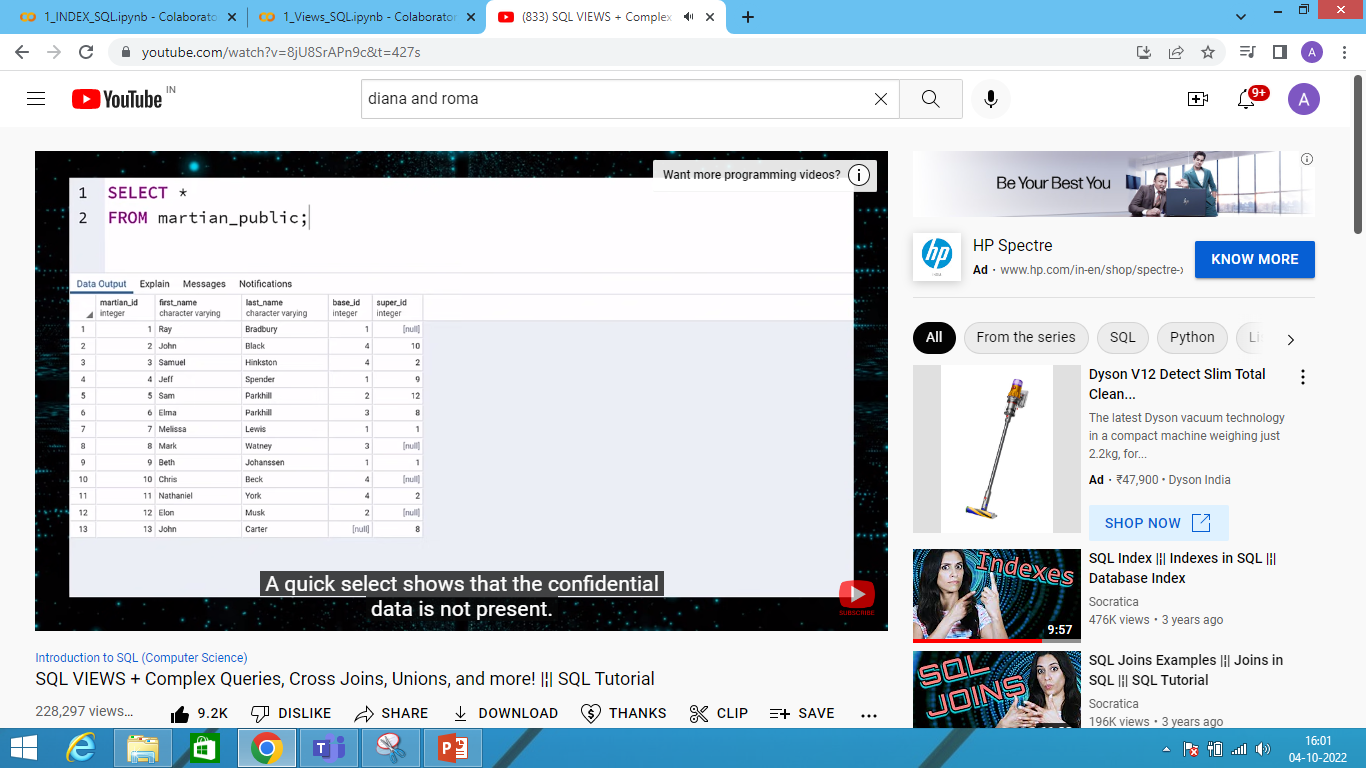 1_INDEX_SQL.ipynb - Colaborato
1_Views_SQL.ipynb - Colaborator
(833) SQL VIEWS + Complex
youtube.com/watch?v=8jU8SrAPn9c&t=427s
A
YouTube IN
diana and roma
9+
A
1 SELECT *
2 FROM martian_public;
Want more programming videos?
Data Output Explain Messages Notifications
martian_id first_name last_name base_id super_id
integer character varying character varying integer integer
1 1 Ray Bradbury 1 [null]
2 2 John Black 4 10
3 3 Samuel Hinkston 4 2
4 4 Jeff Spender 1 9
5 5 Sam Parkhill 2 12
6 6 Elma Parkhill 3 8
7 7 Melissa Lewis 1 1
8 8 Mark Watney 3 [null]
9 9 Beth Johanssen 1 1
10 10 Chris Beck 4 [null]
11 11 Nathaniel York 4 2
12 12 Elon Musk 2 [null]
13 13 John Carter [null] 8
A quick select shows that the confidential
data is not present.
SUBSCRIBE
Introduction to SQL (Computer Science)
SQL VIEWS + Complex Queries, Cross Joins, Unions, and more! |¦| SQL Tutorial
228,297 views...
9.2K DISLIKE SHARE DOWNLOAD THANKS CLIP SAVE
Be Your Best You
hp
HP Spectre
Ad · www.hp.com/in-en/shop/spectre-
KNOW MORE
All From the series SQL Python Li
Dyson V12 Detect Slim Total
Clean...
The latest Dyson vacuum technology
in a compact machine weighing just
2.2kg, for...
Ad · ₹47,900 • Dyson India
SHOP NOW
Indexes
9:57
SQL Index |¦| Indexes in SQL |¦|
Database Index
Socratica
476K views • 3 years ago
SQL
JOINS
SQL Joins Examples |¦| Joins in
SQL |¦| SQL Tutorial
Socratica
196K views • 3 years ago
16:01
04-10-2022